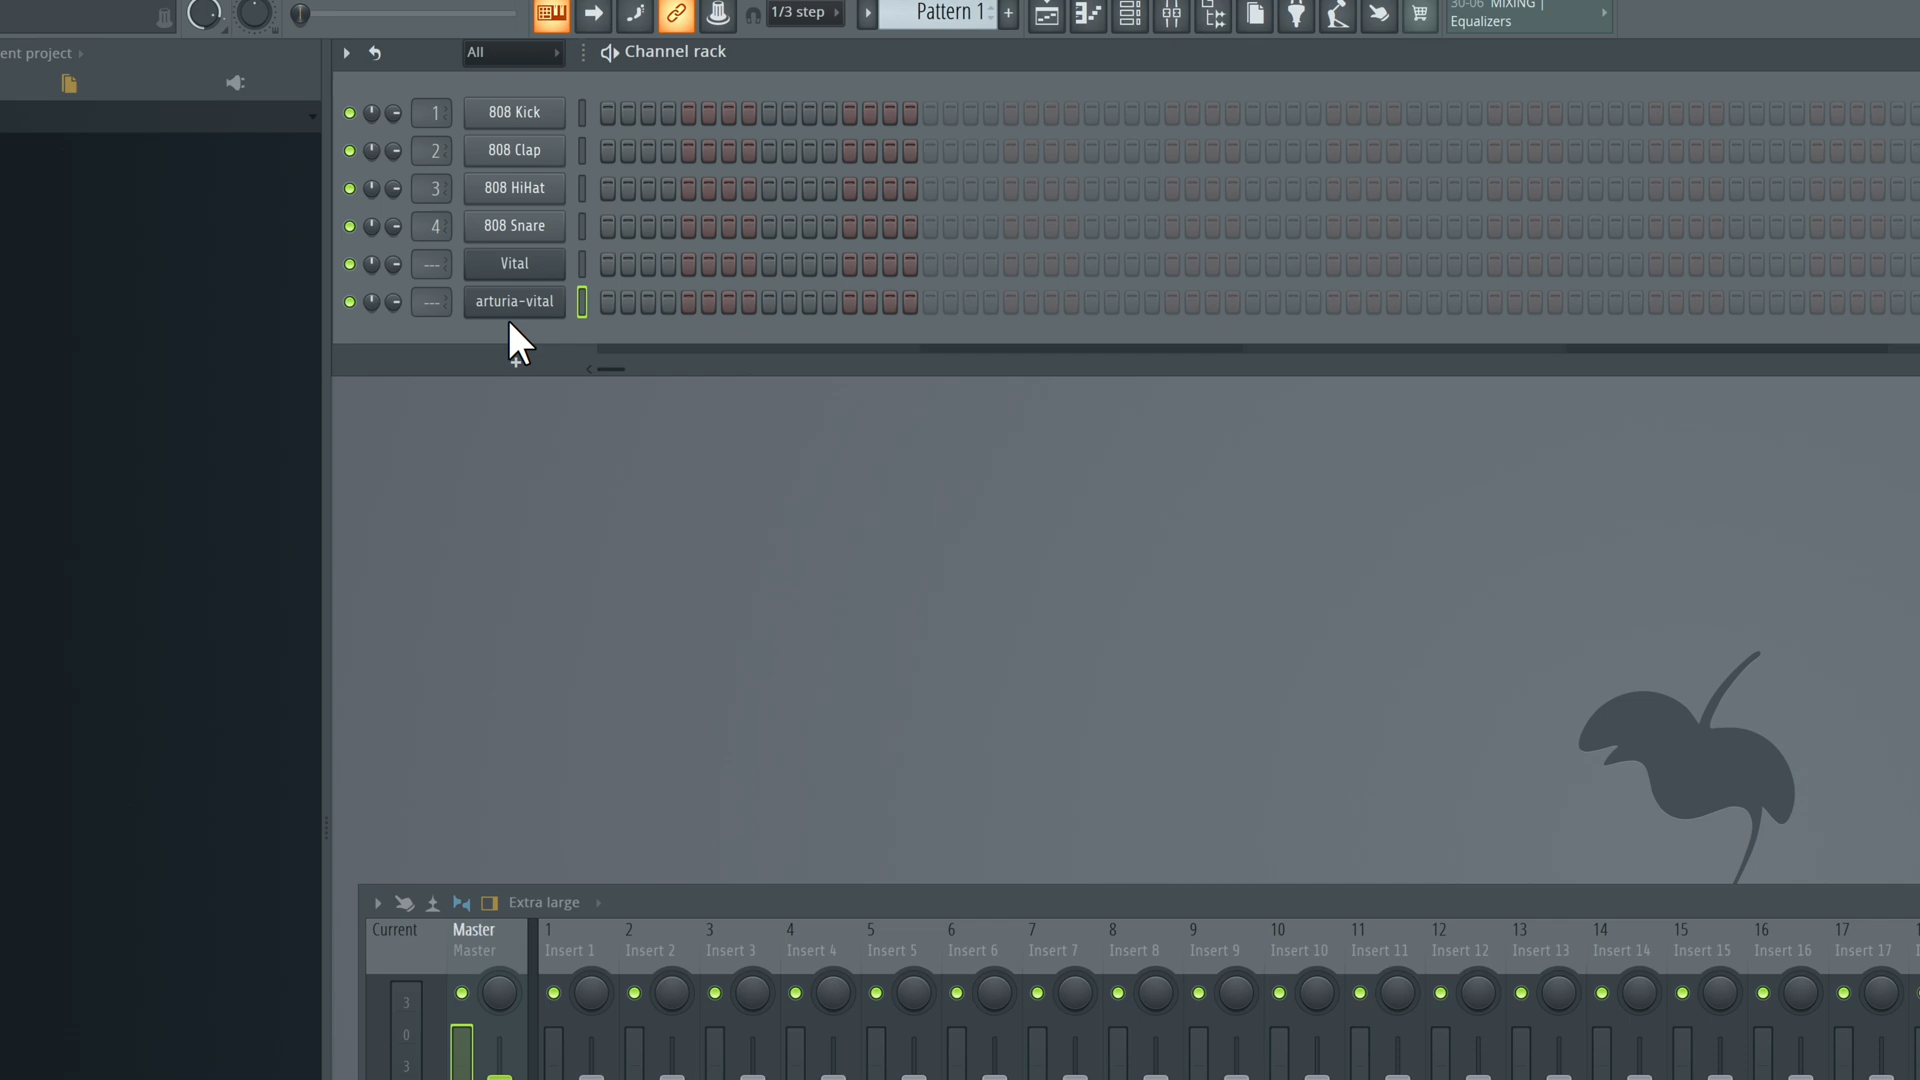 ent project
All
Channel rack
1/3 step
Pattern 1
+
30-06 MIXING |
Equalizers
1 808 Kick
2 808 Clap
3 808 HiHat
4 808 Snare
--- Vital
--- arturia-vital
+
Extra large
Current Master 1 2 3 4 5 6 7 8 9 10 11 12 13 14 15 16 17
Master Insert 1 Insert 2 Insert 3 Insert 4 Insert 5 Insert 6 Insert 7 Insert 8 Insert 9 Insert 10 Insert 11 Insert 12 Insert 13 Insert 14 Insert 15 Insert 16 Insert 17
3
0
3